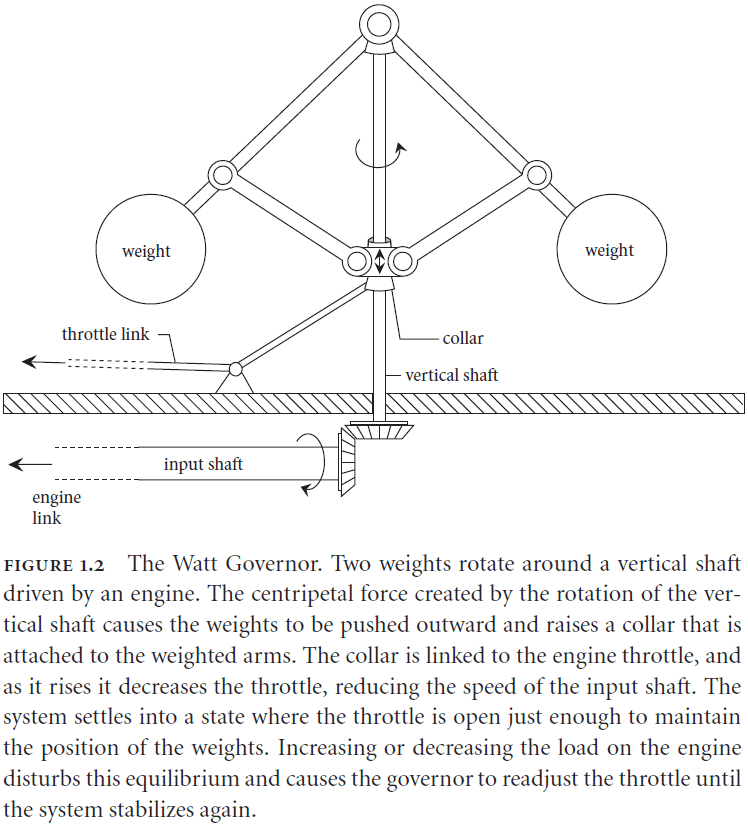 weight
weight
throttle link
collar
vertical shaft
input shaft
engine
link
FIGURE 1.2 The Watt Governor. Two weights rotate around a vertical shaft
driven by an engine. The centripetal force created by the rotation of the ver-
tical shaft causes the weights to be pushed outward and raises a collar that is
attached to the weighted arms. The collar is linked to the engine throttle, and
as it rises it decreases the throttle, reducing the speed of the input shaft. The
system settles into a state where the throttle is open just enough to maintain
the position of the weights. Increasing or decreasing the load on the engine
disturbs this equilibrium and causes the governor to readjust the throttle until
the system stabilizes again.